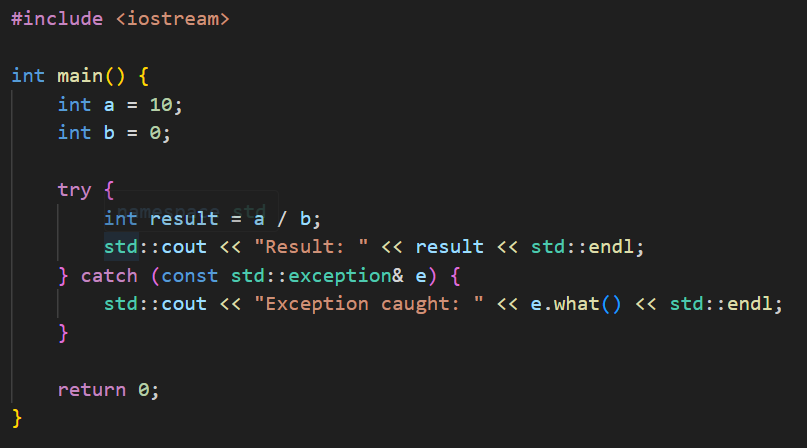 #include <iostream>

int main() {
    int a = 10;
    int b = 0;

    try {
        int result = a / b;
        std::cout << "Result: " << result << std::endl;
    } catch (const std::exception& e) {
        std::cout << "Exception caught: " << e.what() << std::endl;
    }

    return 0;
}
namespace std